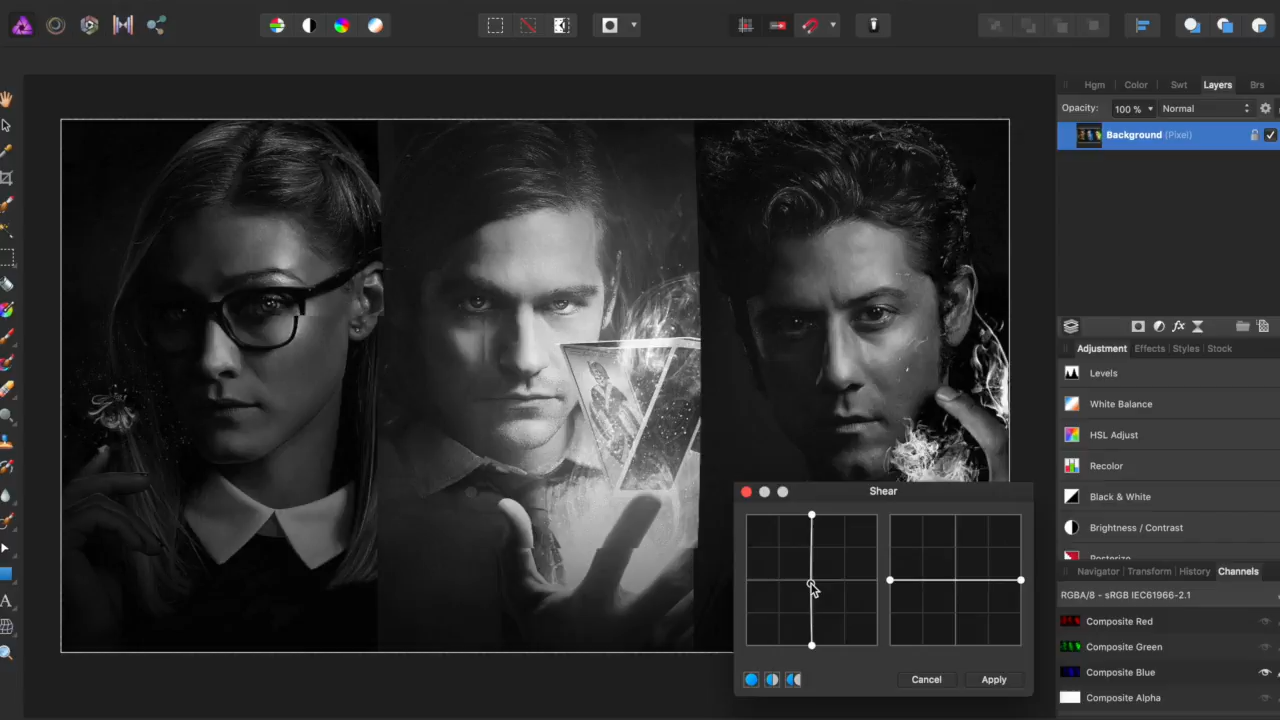 Hgm Color Swt Layers Brs
Opacity: 100 % Normal
Background (Pixel)
Adjustment Effects Styles Stock
Levels
White Balance
HSL Adjust
Recolor
Black & White
Brightness / Contrast
Posterize
Navigator Transform History Channels
RGBA/8 - sRGB IEC61966-2.1
Composite Red
Composite Green
Composite Blue
Composite Alpha
Shear
Cancel Apply